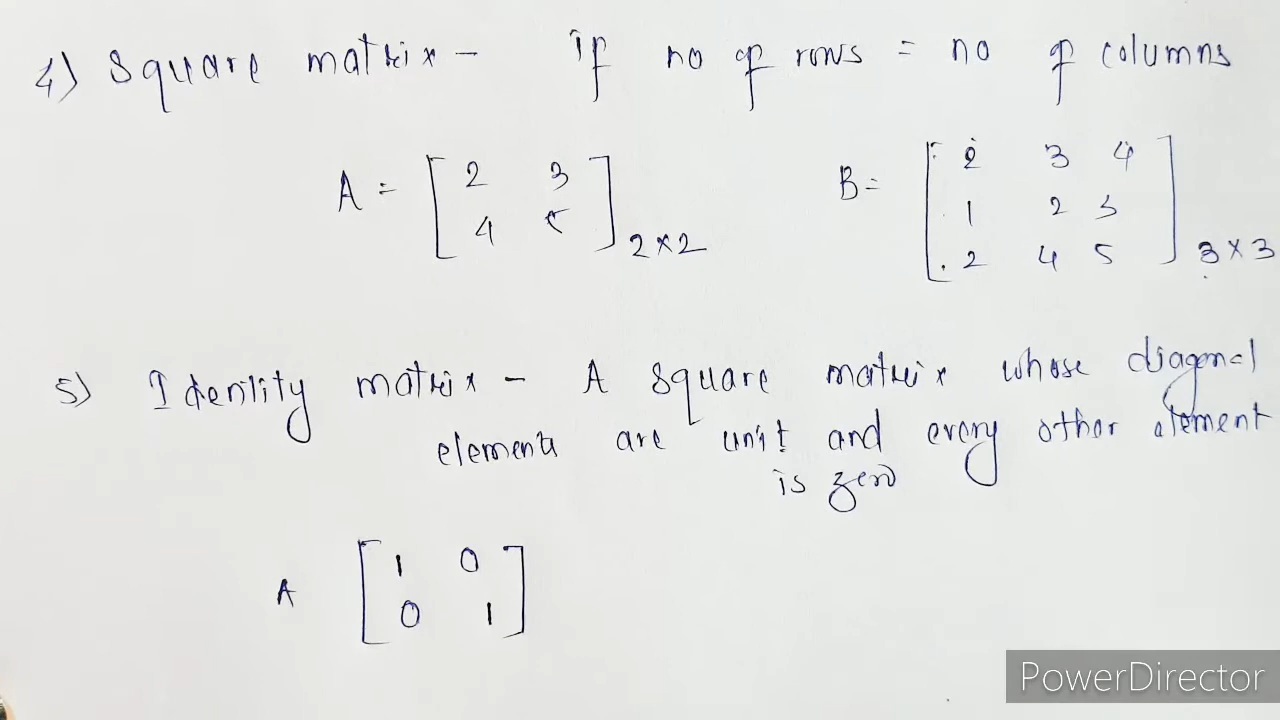 4) Square matrix - if no of rows = no of columns
A = [ 2 3
4 5 ] 2×2
B = [ 2 3 4
1 2 3
2 4 5 ] 3×3
5) Identity matrix - A square matrix whose diagonal
elements are unit and every other element
is zero
A [ 1 0
0 1 ]
PowerDirector